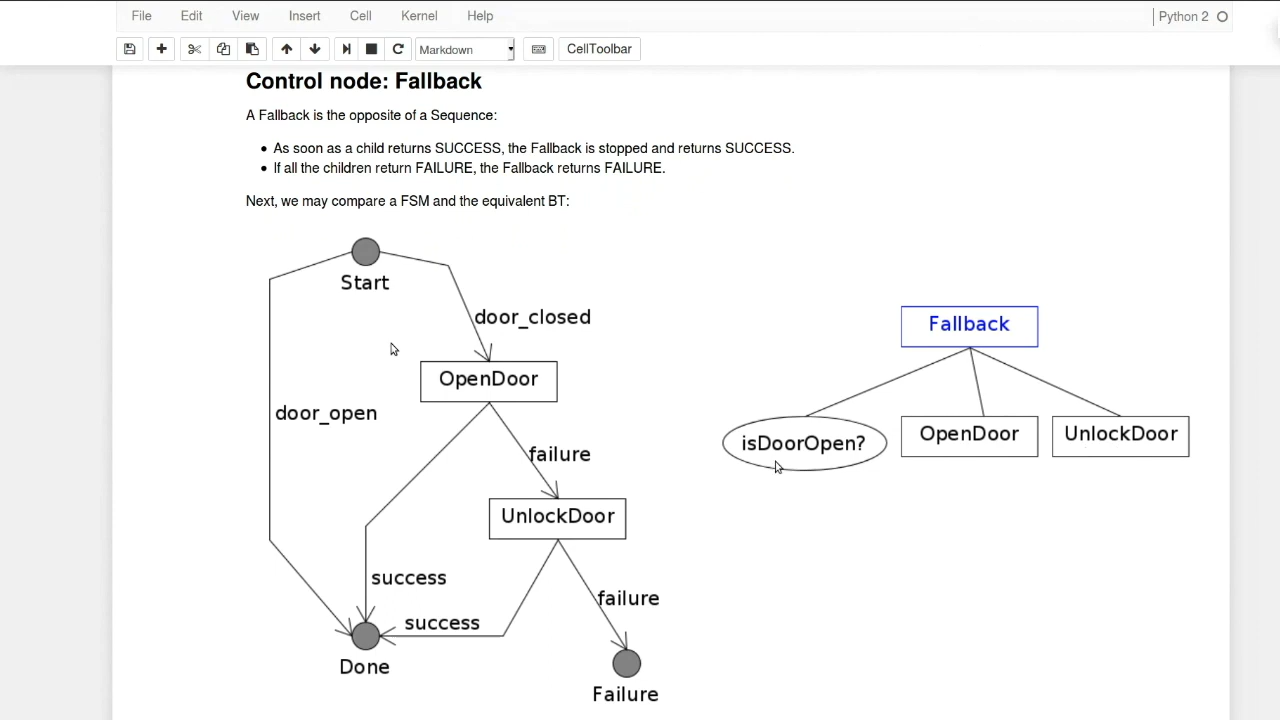 File Edit View Insert Cell Kernel Help Python 2
Markdown CellToolbar
Control node: Fallback
A Fallback is the opposite of a Sequence:
As soon as a child returns SUCCESS, the Fallback is stopped and returns SUCCESS.
If all the children return FAILURE, the Fallback returns FAILURE.
Next, we may compare a FSM and the equivalent BT:
Start
door_closed
OpenDoor
door_open
failure
UnlockDoor
success
failure
success
Done
Failure
Fallback
isDoorOpen? OpenDoor UnlockDoor